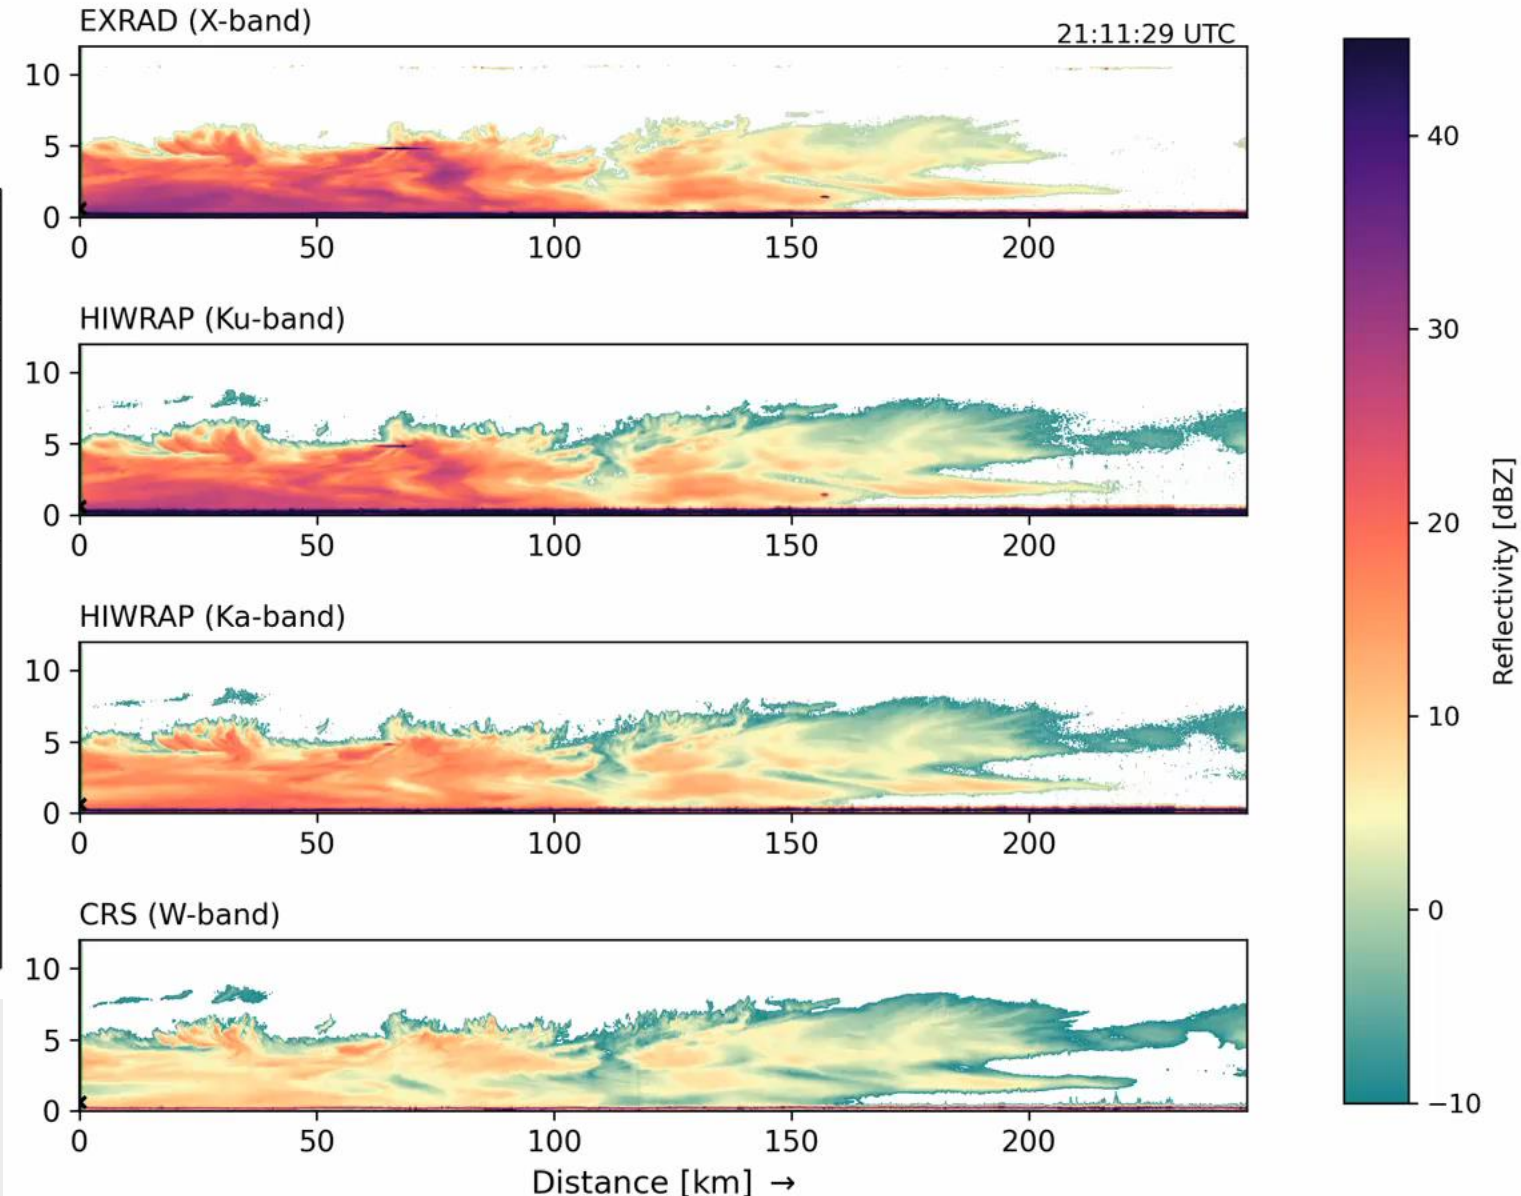 EXRAD (X-band)
21:11:29 UTC
10
5
0
0 50 100 150 200
HIWRAP (Ku-band)
10
5
0
0 50 100 150 200
HIWRAP (Ka-band)
10
5
0
0 50 100 150 200
CRS (W-band)
10
5
0
0 50 100 150 200
Distance [km] →
40
30
20
10
0
−10
Reflectivity [dBZ]